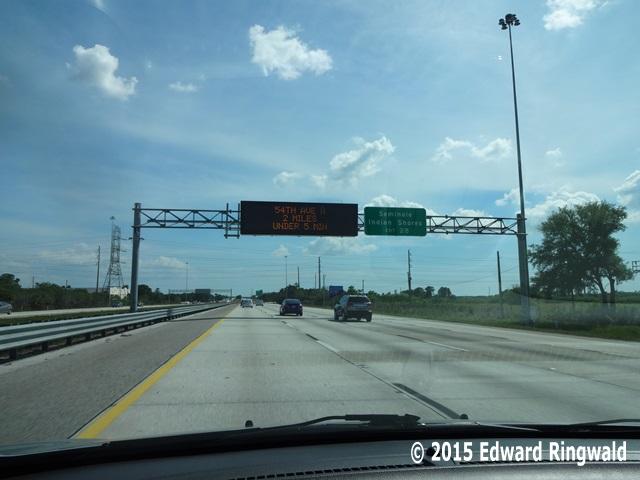 54TH AVE N
2 MILES
UNDER 5 MIN
Seminole
Indian Shores
© 2015 Edward Ringwald